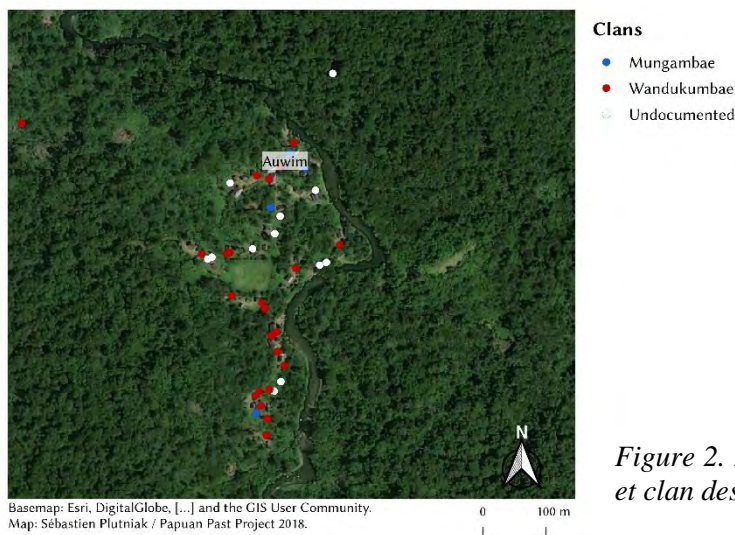 Clans
Mungambae
Wandukumbae
Undocumented
Auwim
N
Figure 2.
et clan des
Basemap: Esri, DigitalGlobe, [...] and the GIS User Community.
Map: Sébastien Plutniak / Papuan Past Project 2018.
0 100 m